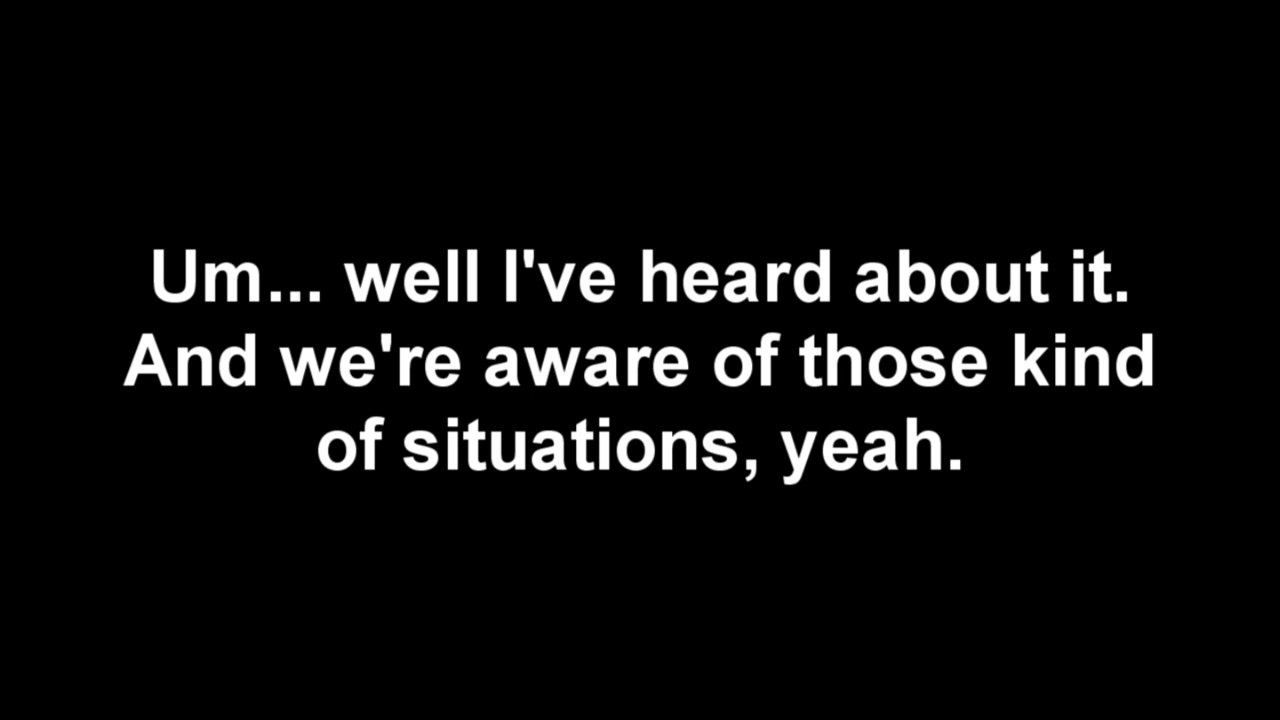 Um... well I've heard about it.
And we're aware of those kind
of situations, yeah.